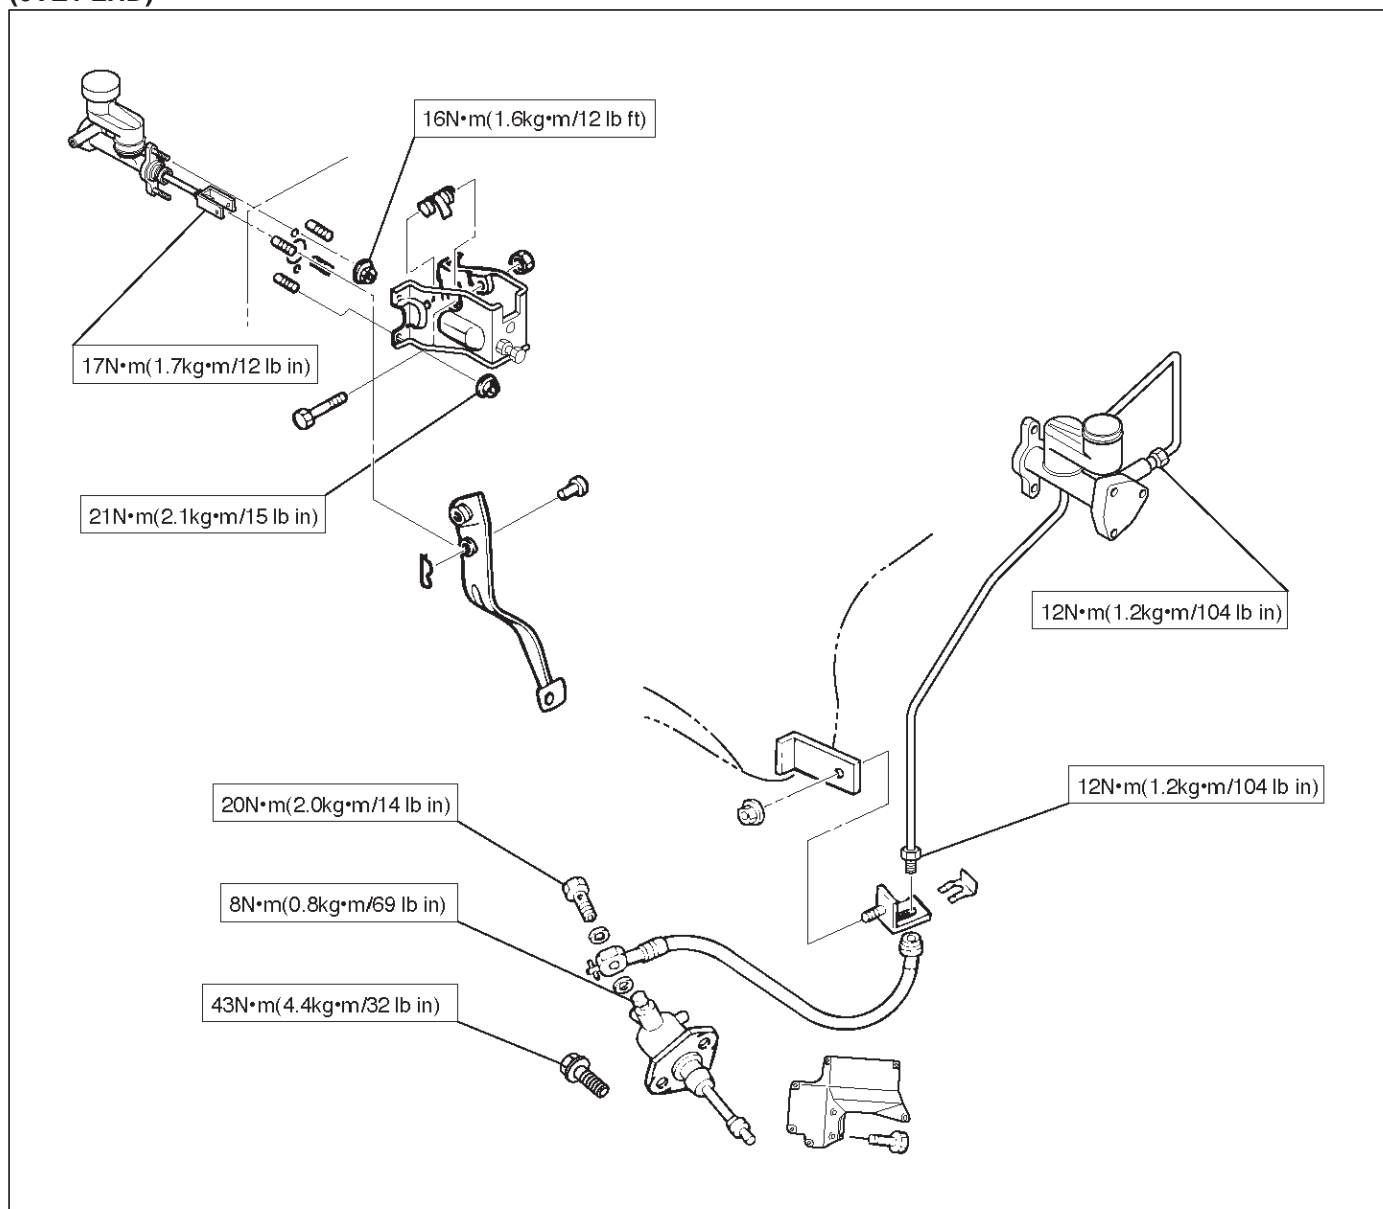 16N•m(1.6kg•m/12 lb ft)
17N•m(1.7kg•m/12 lb in)
21N•m(2.1kg•m/15 lb in)
12N•m(1.2kg•m/104 lb in)
12N•m(1.2kg•m/104 lb in)
20N•m(2.0kg•m/14 lb in)
8N•m(0.8kg•m/69 lb in)
43N•m(4.4kg•m/32 lb in)